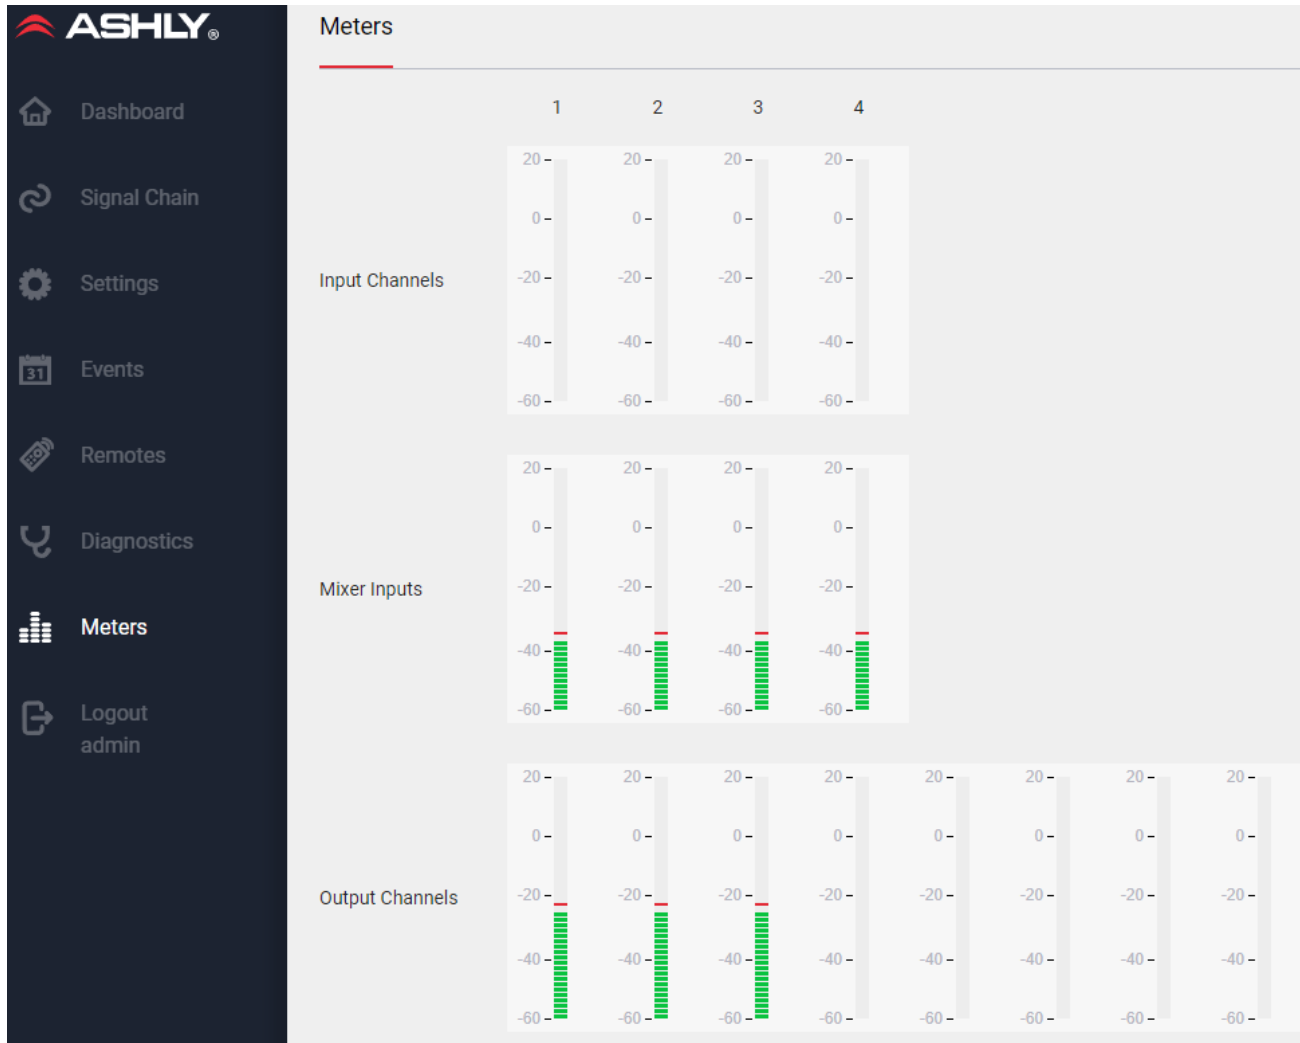 ASHLY®
Meters
1 2 3 4
Dashboard
20 20 20 20
Signal Chain
0 0 0 0
Input Channels
-20 -20 -20 -20
Settings
-40 -40 -40 -40
31 Events
-60 -60 -60 -60
Remotes
20 20 20 20
0 0 0 0
Diagnostics
Mixer Inputs
-20 -20 -20 -20
Meters
-40 -40 -40 -40
-60 -60 -60 -60
Logout
admin
20 20 20 20 20 20 20 20
0 0 0 0 0 0 0 0
Output Channels
-20 -20 -20 -20 -20 -20 -20 -20
-40 -40 -40 -40 -40 -40 -40 -40
-60 -60 -60 -60 -60 -60 -60 -60